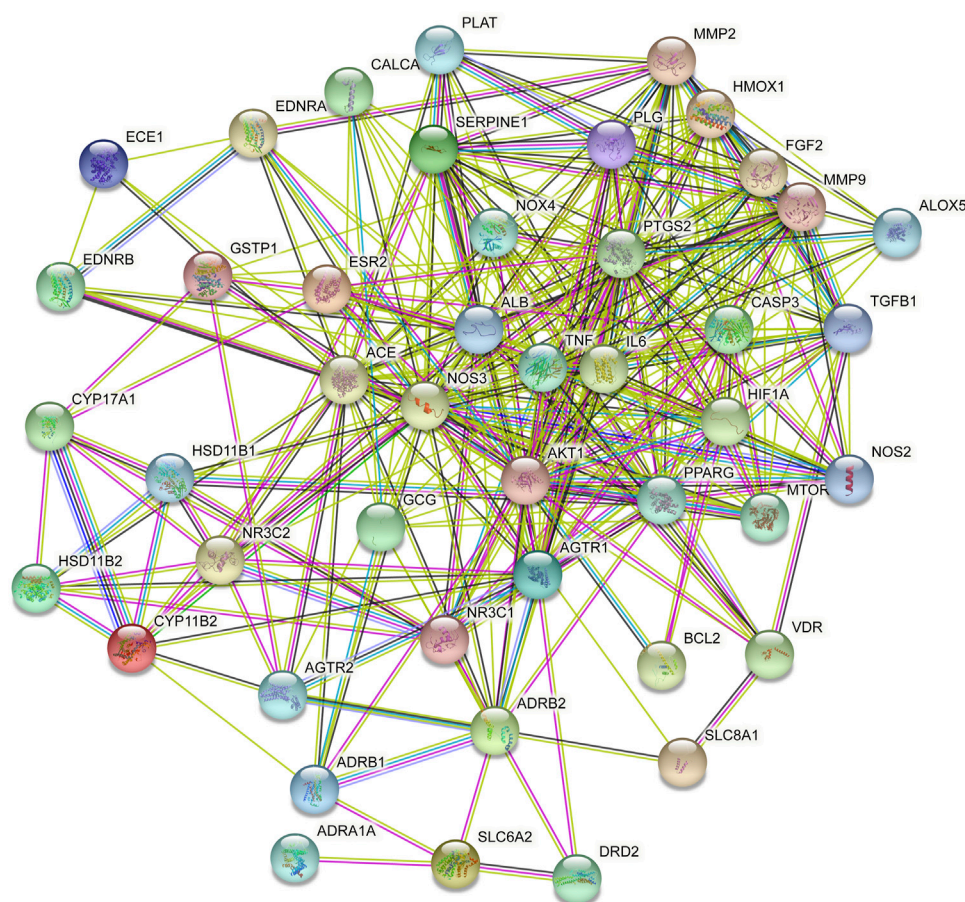 PLAT
MMP2
CALCA
HMOX1
EDNRA
SERPINE1
PLG
ECE1
FGF2
MMP9
NOX4
ALOX5
PTGS2
EDNRB
GSTP1
ESR2
ALB
CASP3
TGFB1
ACE
TNF
IL6
NOS3
HIF1A
CYP17A1
HSD11B1
AKT1
PPARG
NOS2
MTOR
GCG
NR3C2
AGTR1
HSD11B2
CYP11B2
NR3C1
BCL2
VDR
AGTR2
ADRB2
SLC8A1
ADRB1
ADRA1A
SLC6A2
DRD2